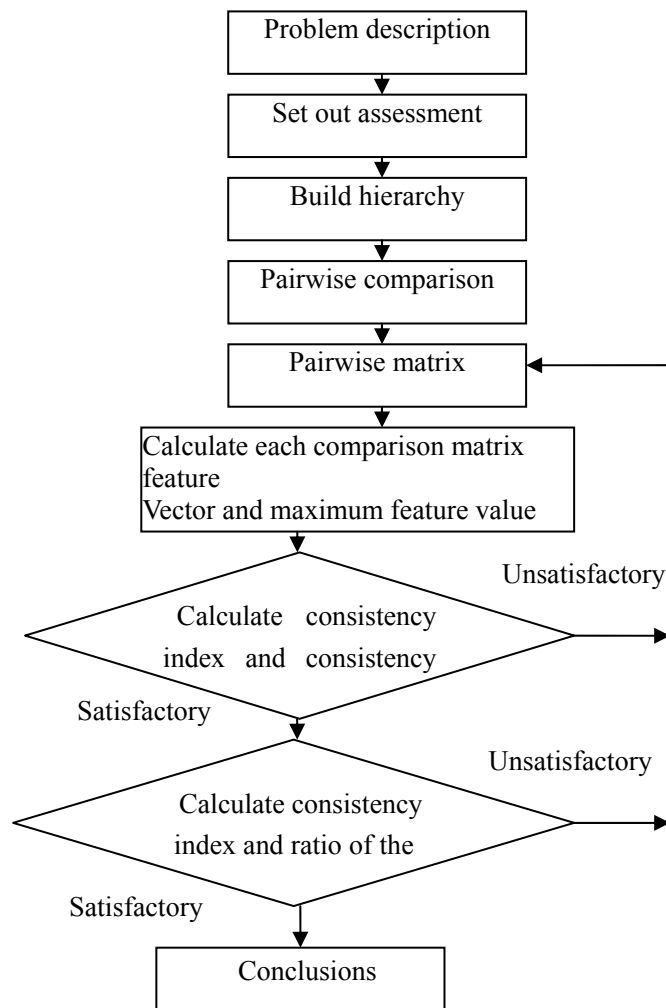 Problem description
Set out assessment
Build hierarchy
Pairwise comparison
Pairwise matrix
Calculate each comparison matrix
feature
Vector and maximum feature value
Unsatisfactory
Calculate consistency
index and consistency
Satisfactory
Unsatisfactory
Calculate consistency
index and ratio of the
Satisfactory
Conclusions